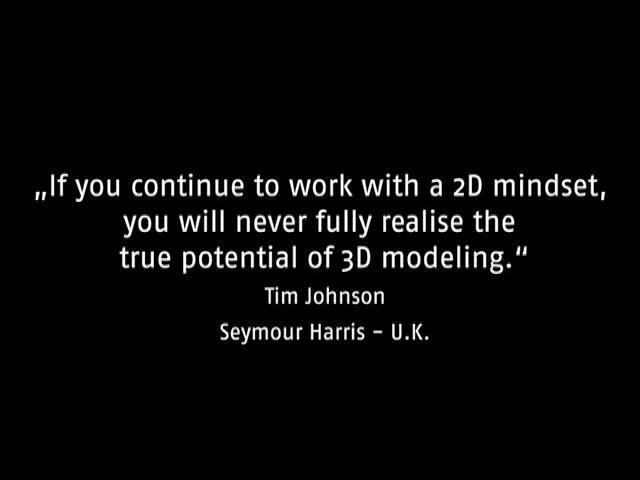 „If you continue to work with a 2D mindset,
you will never fully realise the
true potential of 3D modeling.“
Tim Johnson
Seymour Harris – U.K.